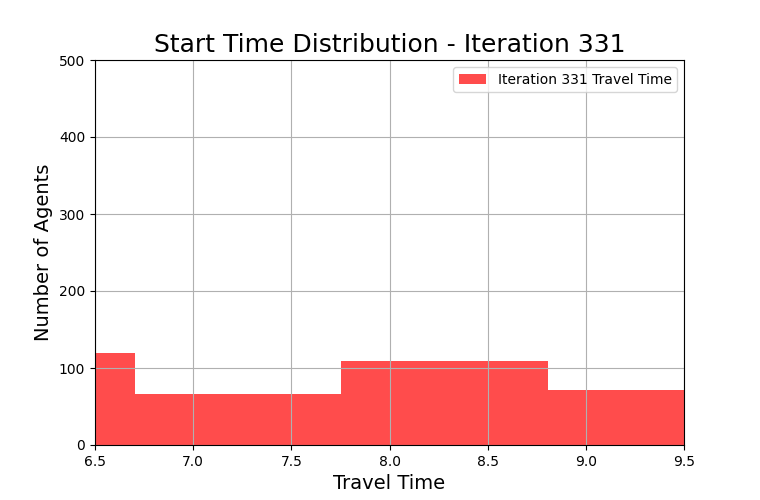 Start Time Distribution - Iteration 331
Iteration 331 Travel Time
Number of Agents
500
400
300
200
100
0
6.5 7.0 7.5 8.0 8.5 9.0 9.5
Travel Time